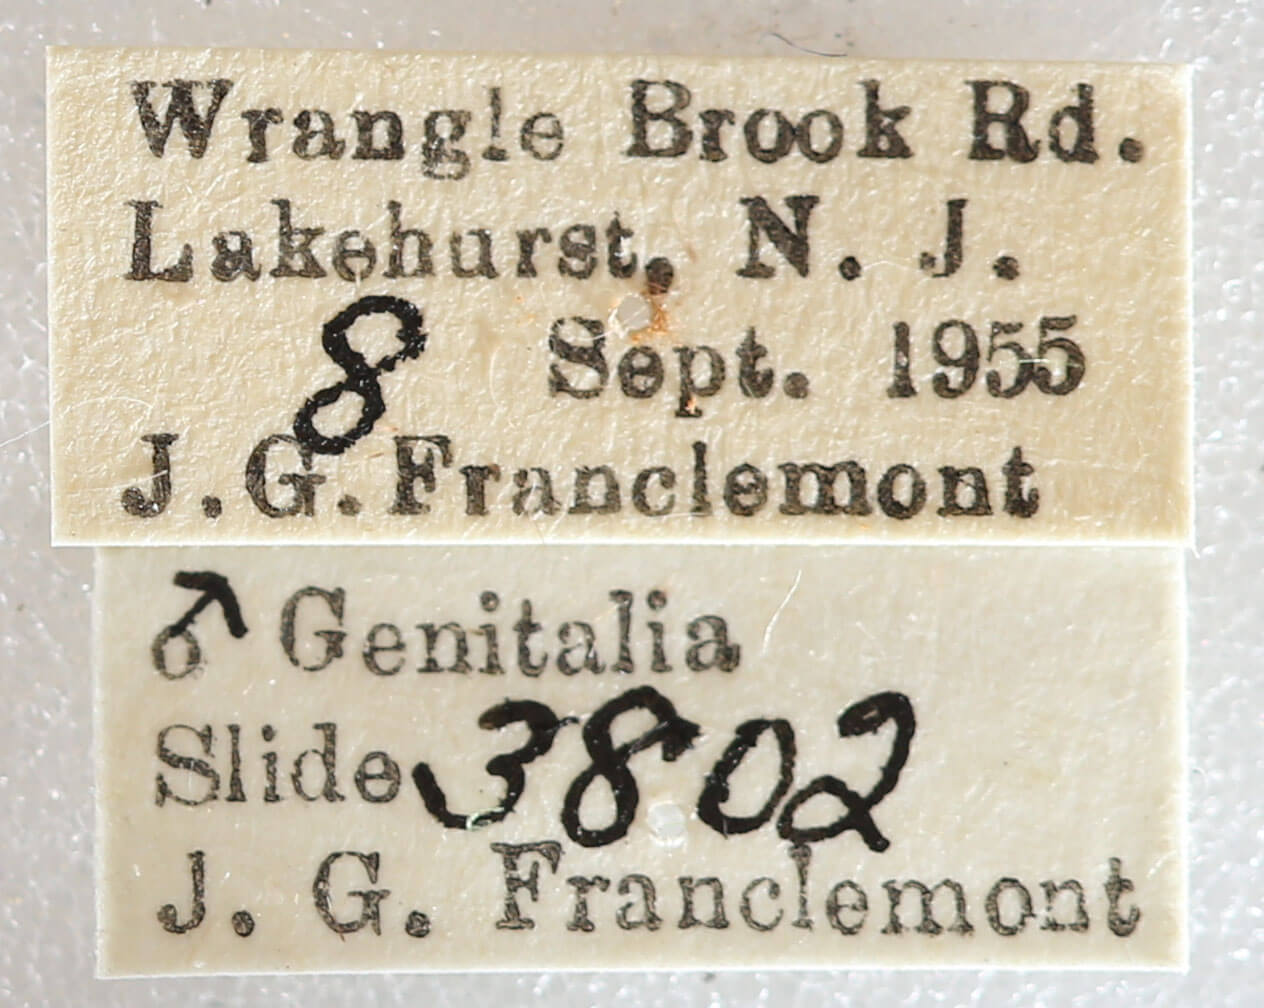 Wrangle Brook Rd.
Lakehurst, N. J.
8 Sept. 1955
J. G. Franclemont
♂ Genitalia
Slide 3802
J. G. Franclemont